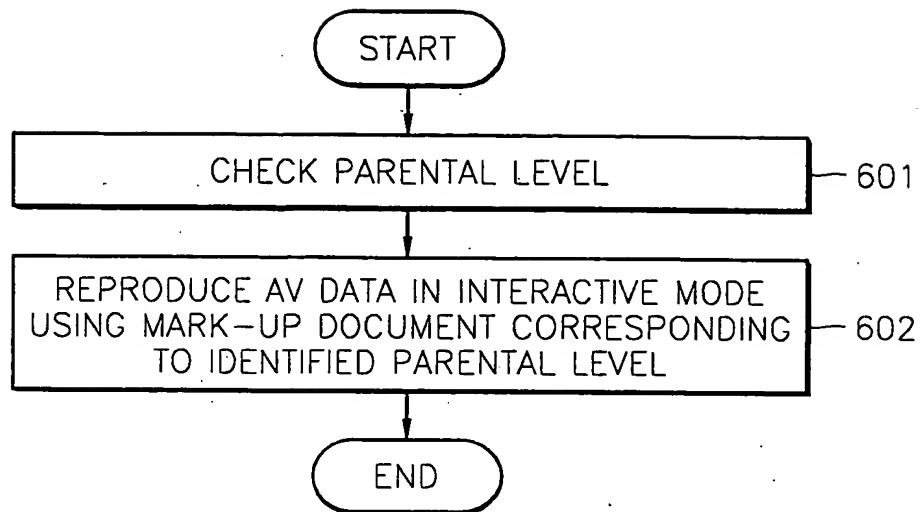 START
CHECK PARENTAL LEVEL
601
REPRODUCE AV DATA IN INTERACTIVE MODE
USING MARK-UP DOCUMENT CORRESPONDING
TO IDENTIFIED PARENTAL LEVEL
602
END